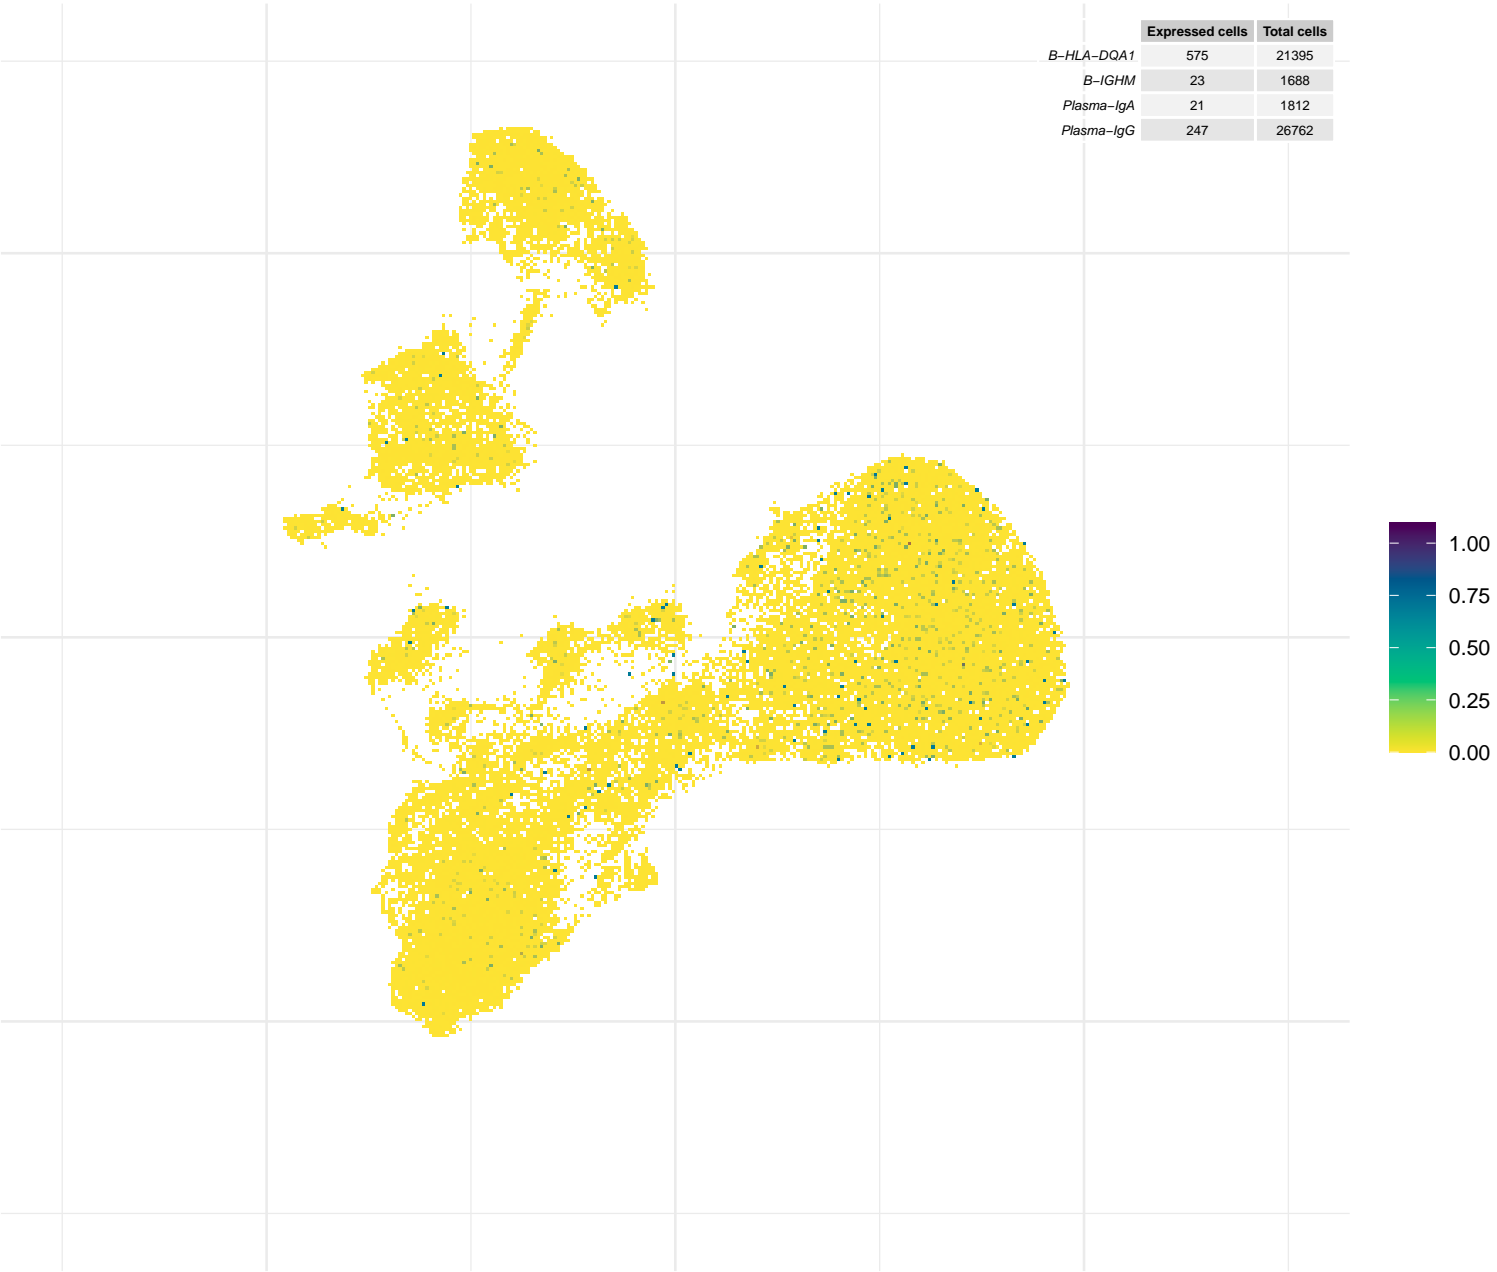 Expressed cells Total cells
B−HLA−DQA1 575 21395
B−IGHM 23 1688
Plasma−IgA 21 1812
Plasma−IgG 247 26762
1.00
0.75
0.50
0.25
0.00